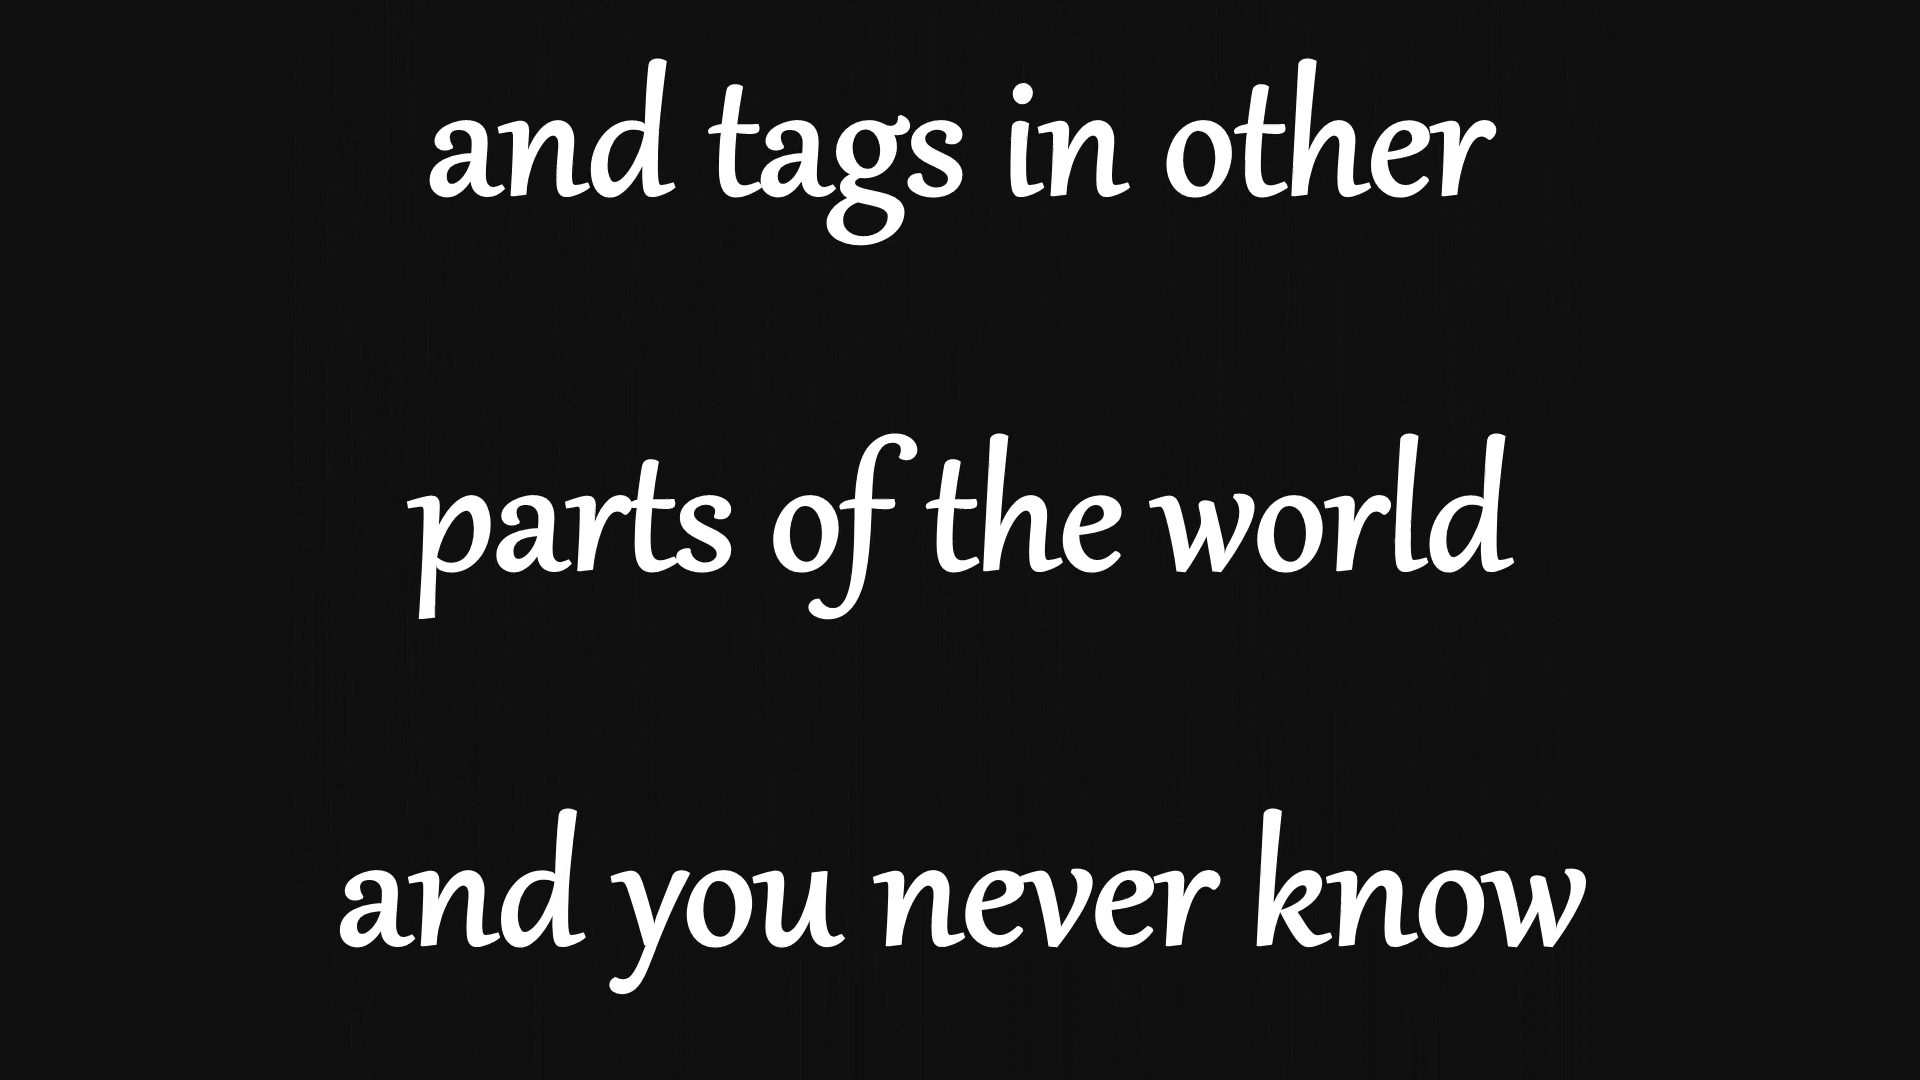 and tags in other
parts of the world
and you never know